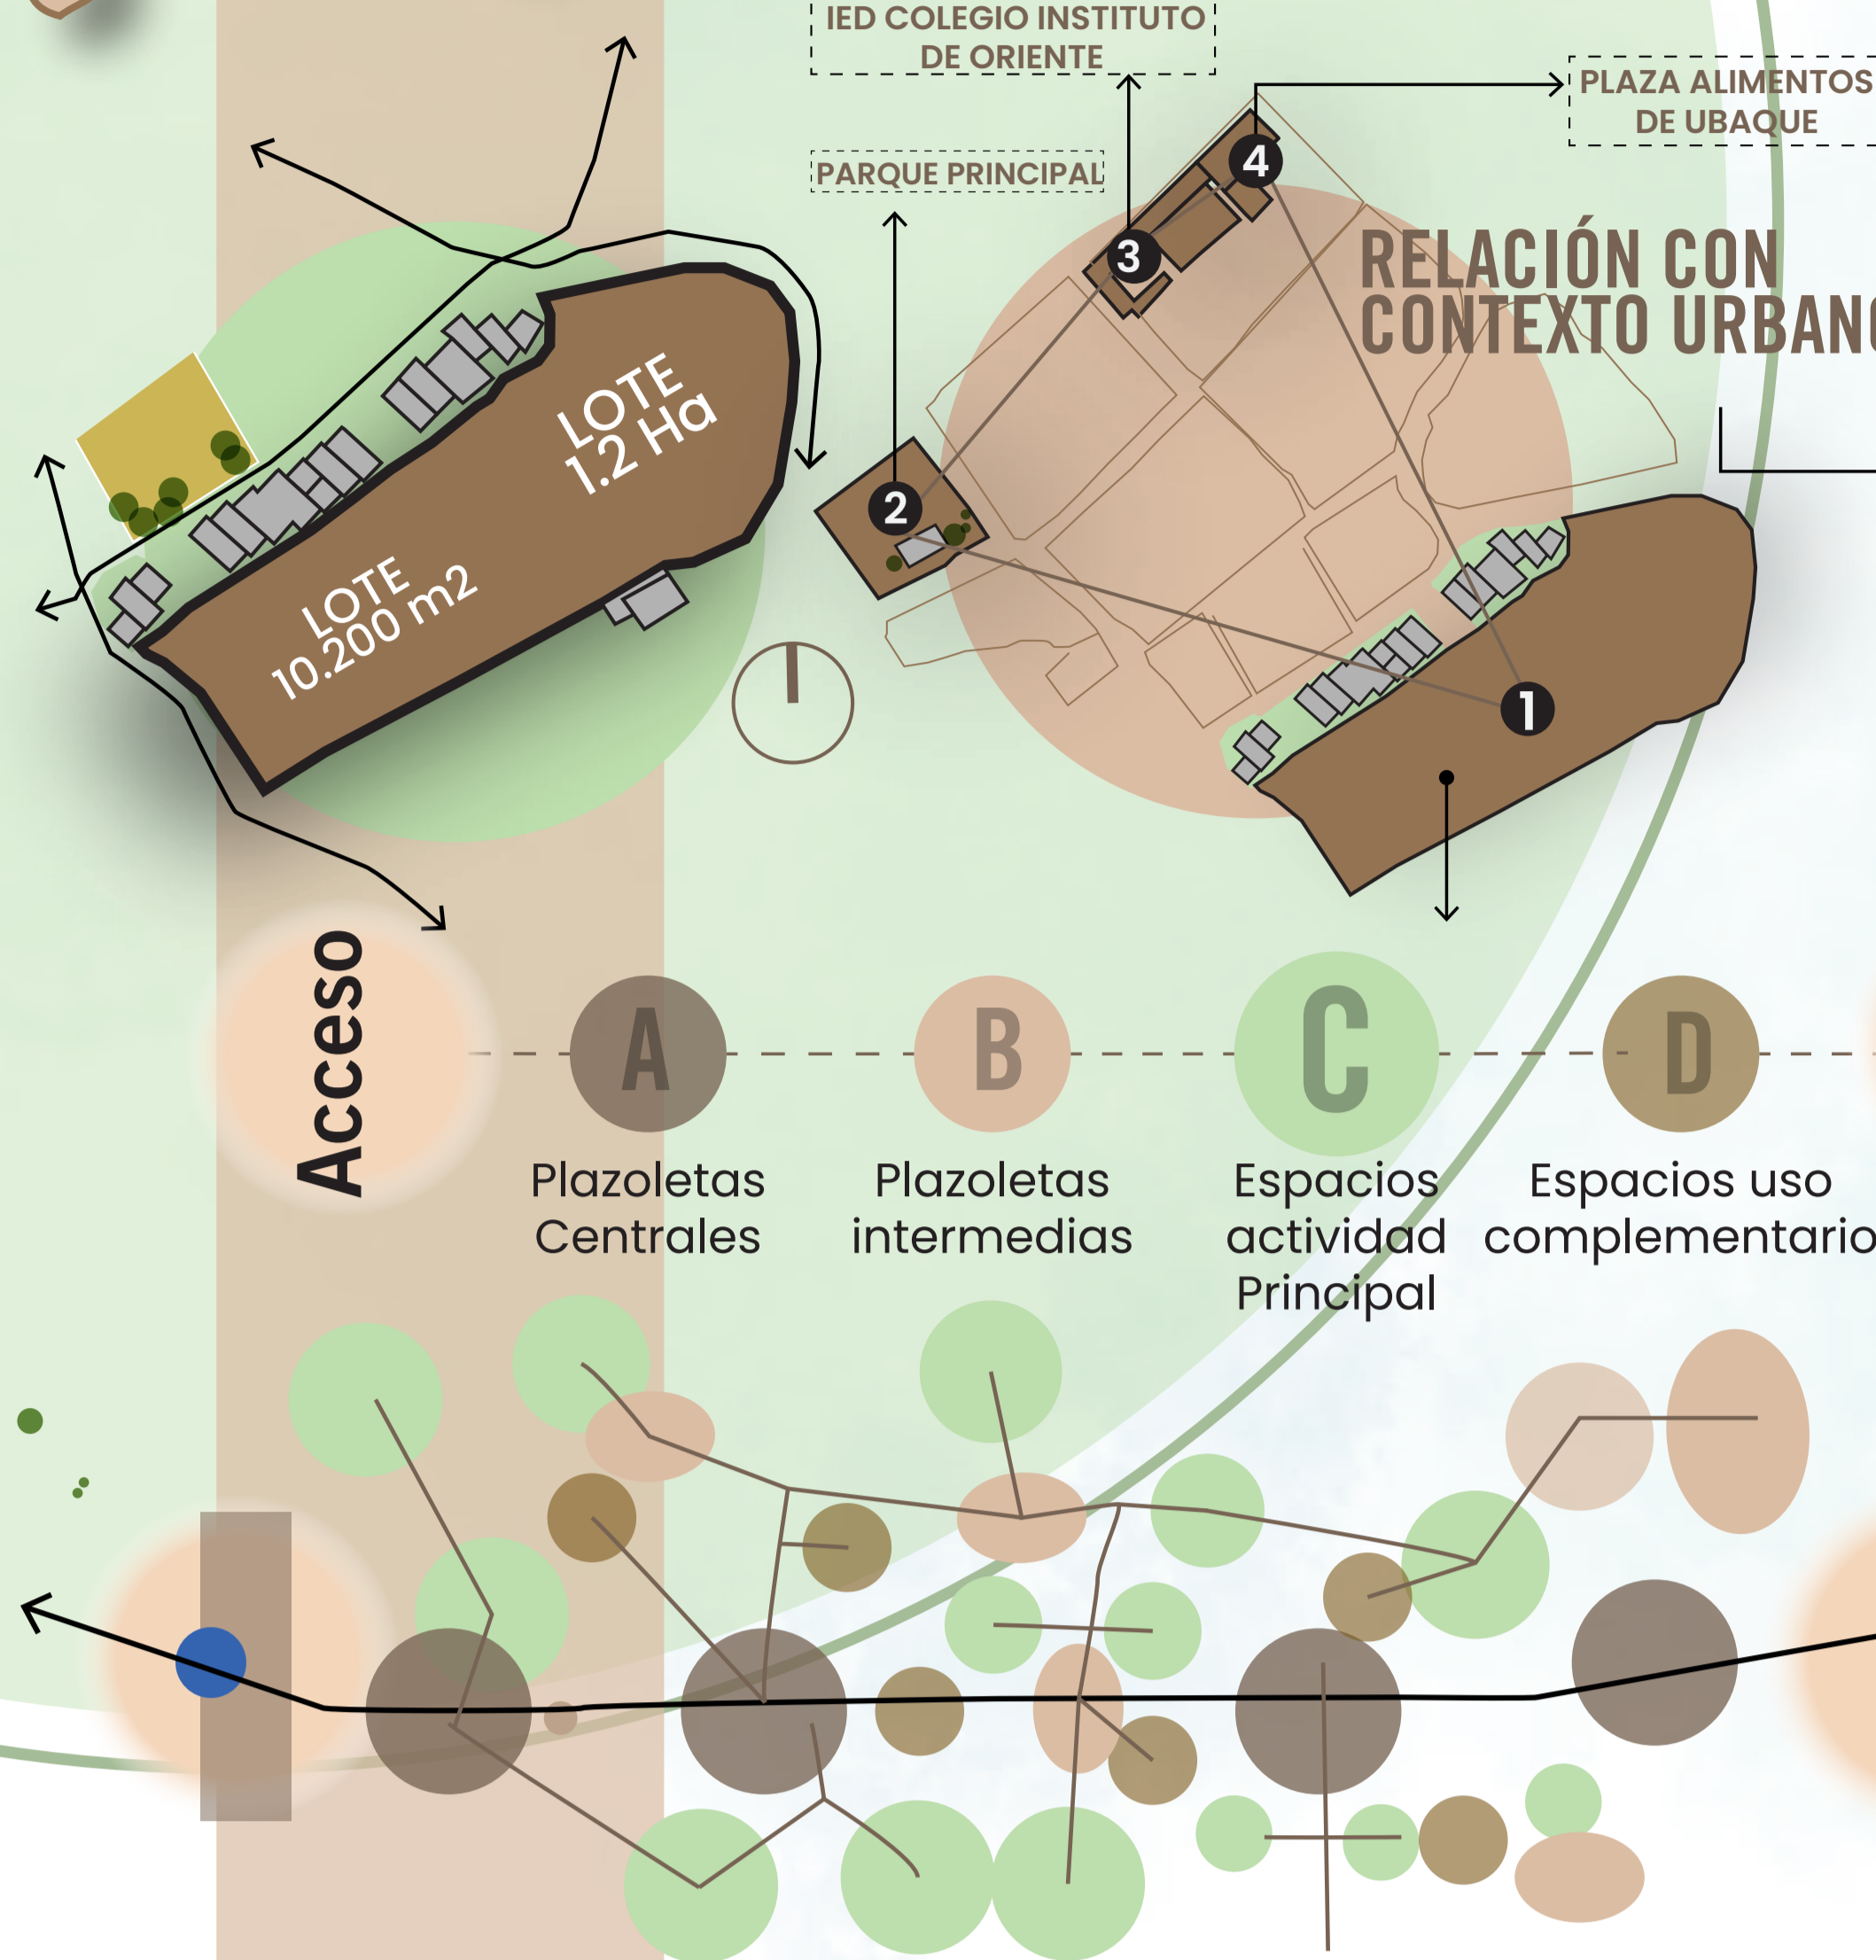 IED COLEGIO INSTITUTO
DE ORIENTE
PLAZA ALIMENTOS
DE UBAQUE
PARQUE PRINCIPAL
4
3
RELACIÓN CON
CONTEXTO URBANO
LOTE
1.2 Ha
2
LOTE
10.200 m2
1
Acceso
A
B
C
D
Plazoletas
Centrales
Plazoletas
intermedias
Espacios
actividad
Principal
Espacios uso
complementario